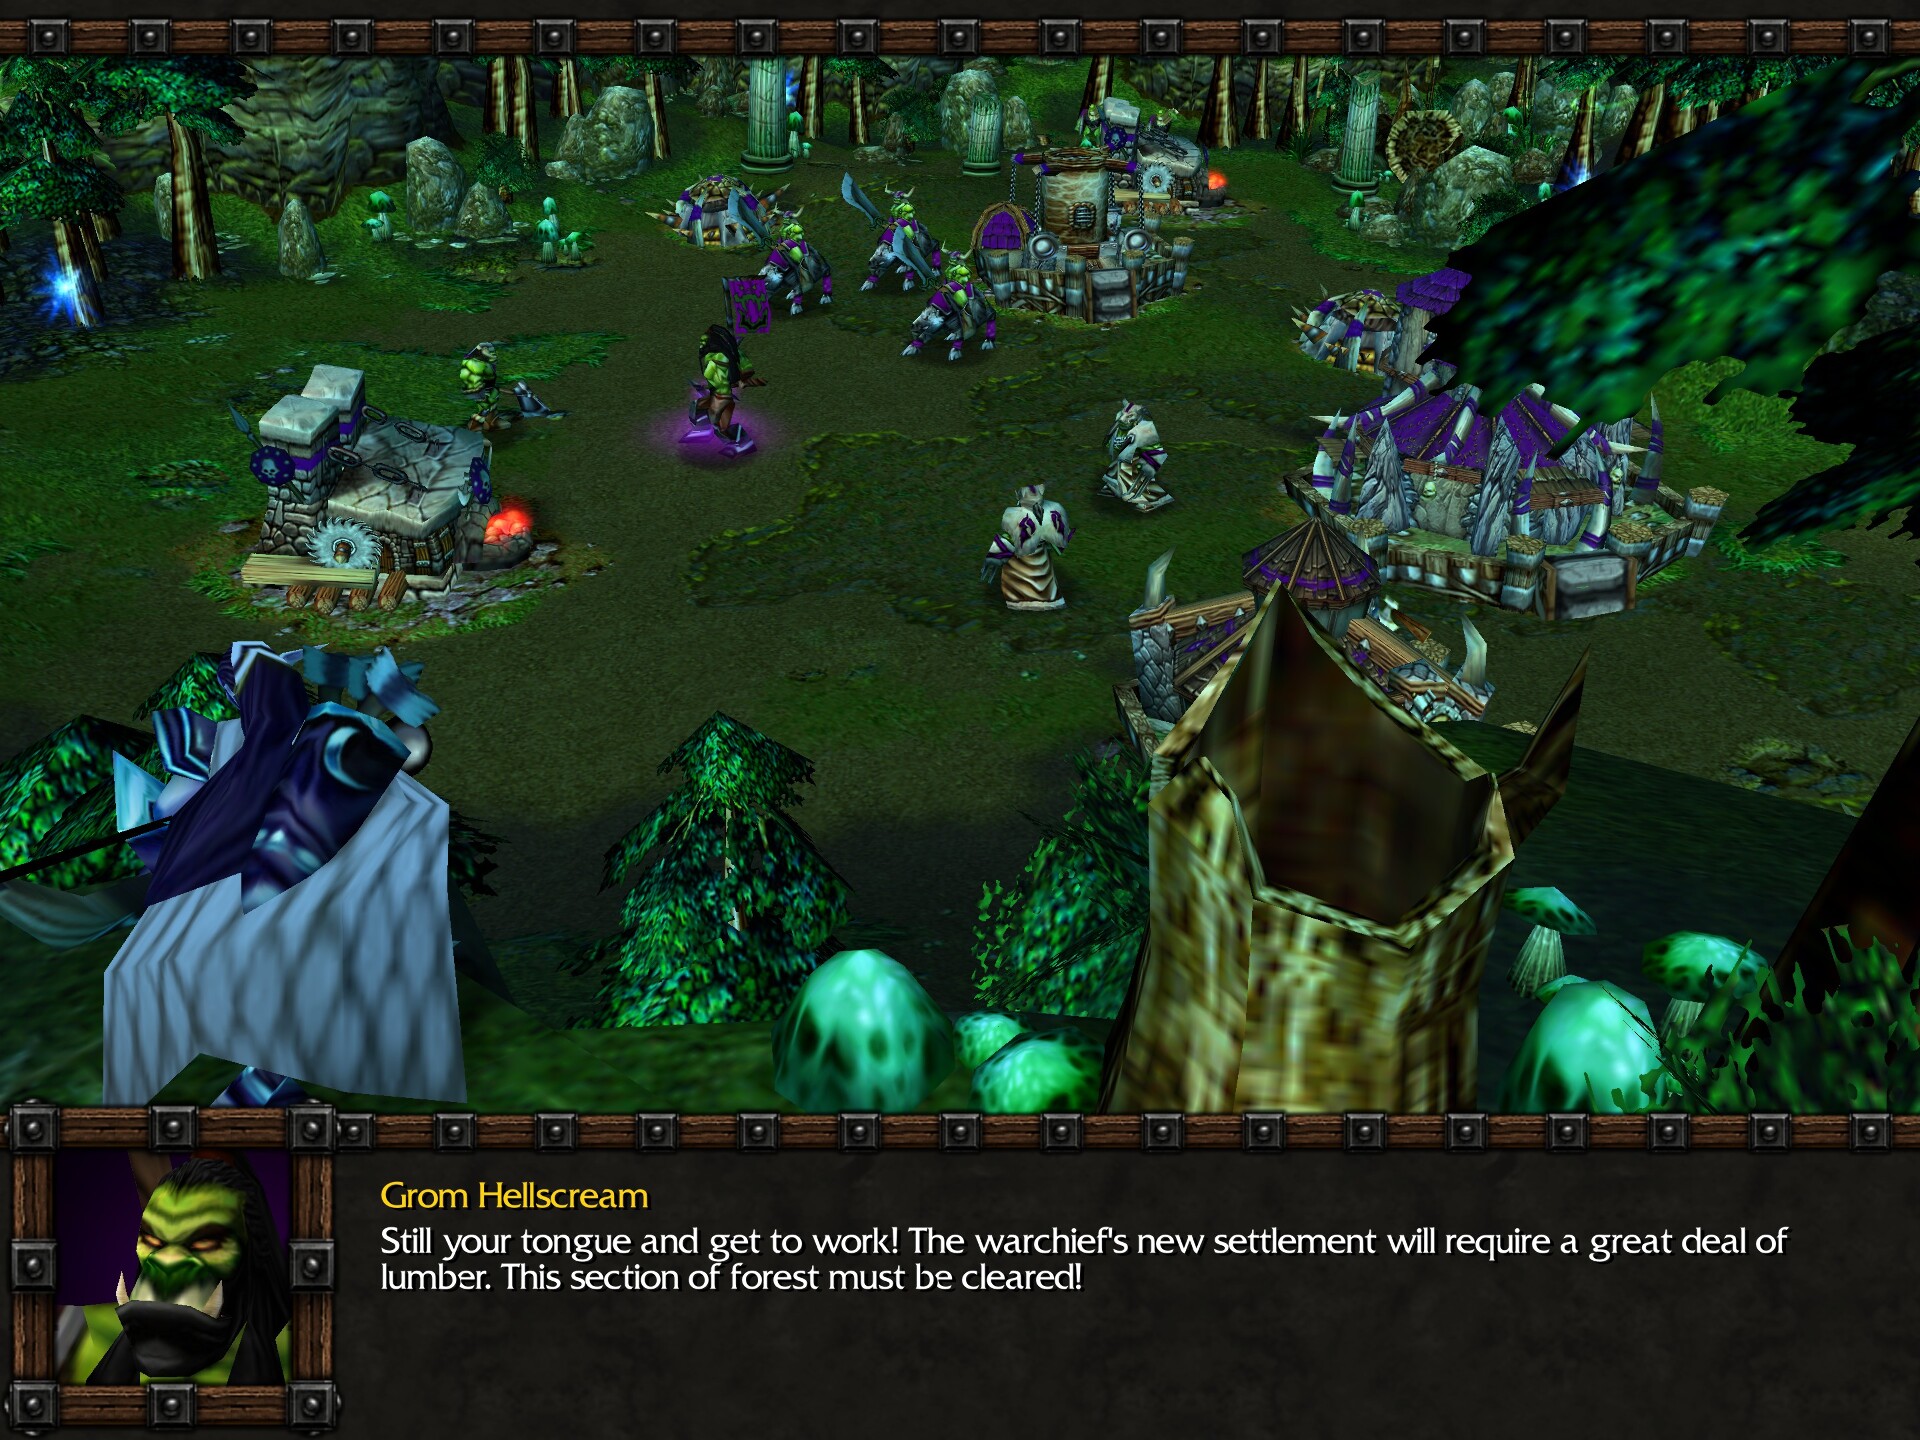 Grom Hellscream
Still your tongue and get to work! The warchief's new settlement will require a great deal of
lumber. This section of forest must be cleared!